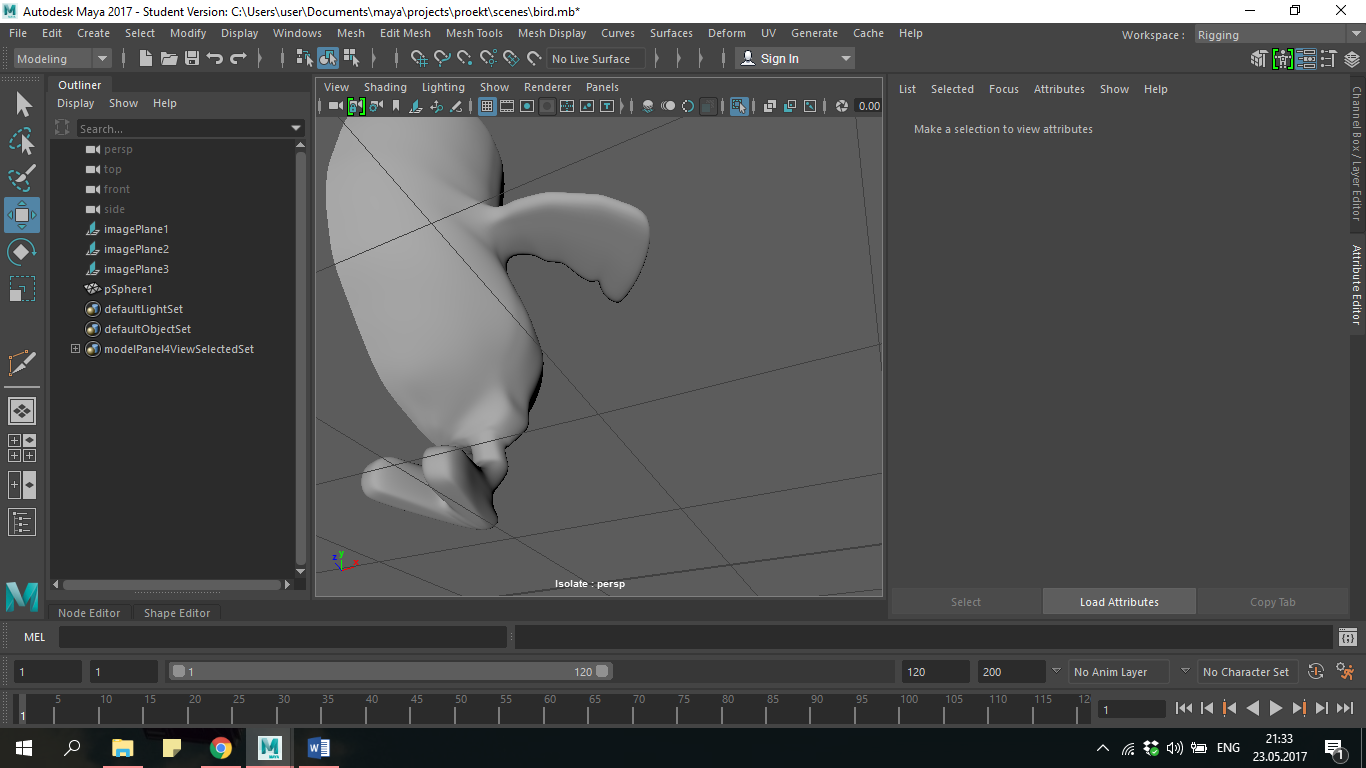 Autodesk Maya 2017 - Student Version: C:\Users\user\Documents\maya\projects\proekt\scenes\bird.mb*
File Edit Create Select Modify Display Windows Mesh Edit Mesh Mesh Tools Mesh Display Curves Surfaces Deform UV Generate Cache Help Workspace : Rigging
Modeling No Live Surface Sign In
Outliner
Display Show Help
Search...
persp
top
front
side
imagePlane1
imagePlane2
imagePlane3
pSphere1
defaultLightSet
defaultObjectSet
modelPanel4ViewSelectedSet
Node Editor Shape Editor
View Shading Lighting Show Renderer Panels
0.00
y
z x
Isolate : persp
List Selected Focus Attributes Show Help
Make a selection to view attributes
Select Load Attributes Copy Tab
Channel Box / Layer Editor
Attribute Editor
MEL
1 1 1 120 120 200 No Anim Layer No Character Set
5 10 15 20 25 30 35 40 45 50 55 60 65 70 75 80 85 90 95 100 105 110 115 12
1 1
MAYA
ENG 21:33
23.05.2017
1